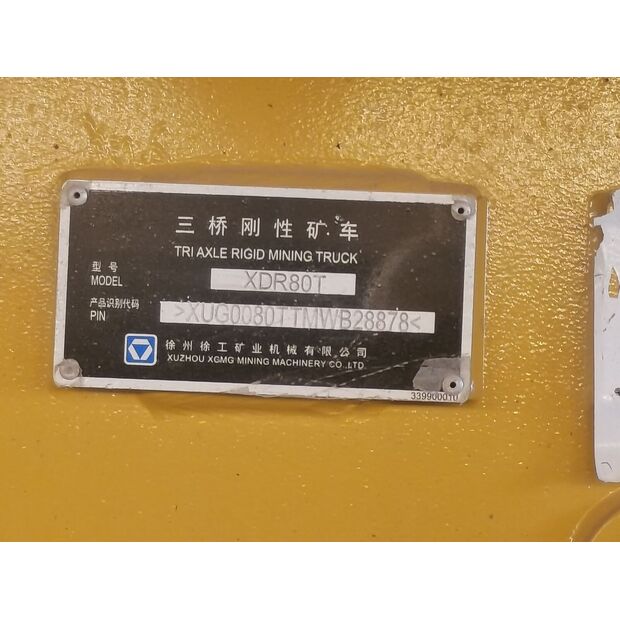 三桥刚性矿车
TRI AXLE RIGID MINING TRUCK
型号
MODEL
XDR80T
产品识别代码
PIN
>XUG0080TTMWB28878<
徐州徐工矿业机械有限公司
XUZHOU XGMG MINING MACHINERY CO.,LTD.
339900010